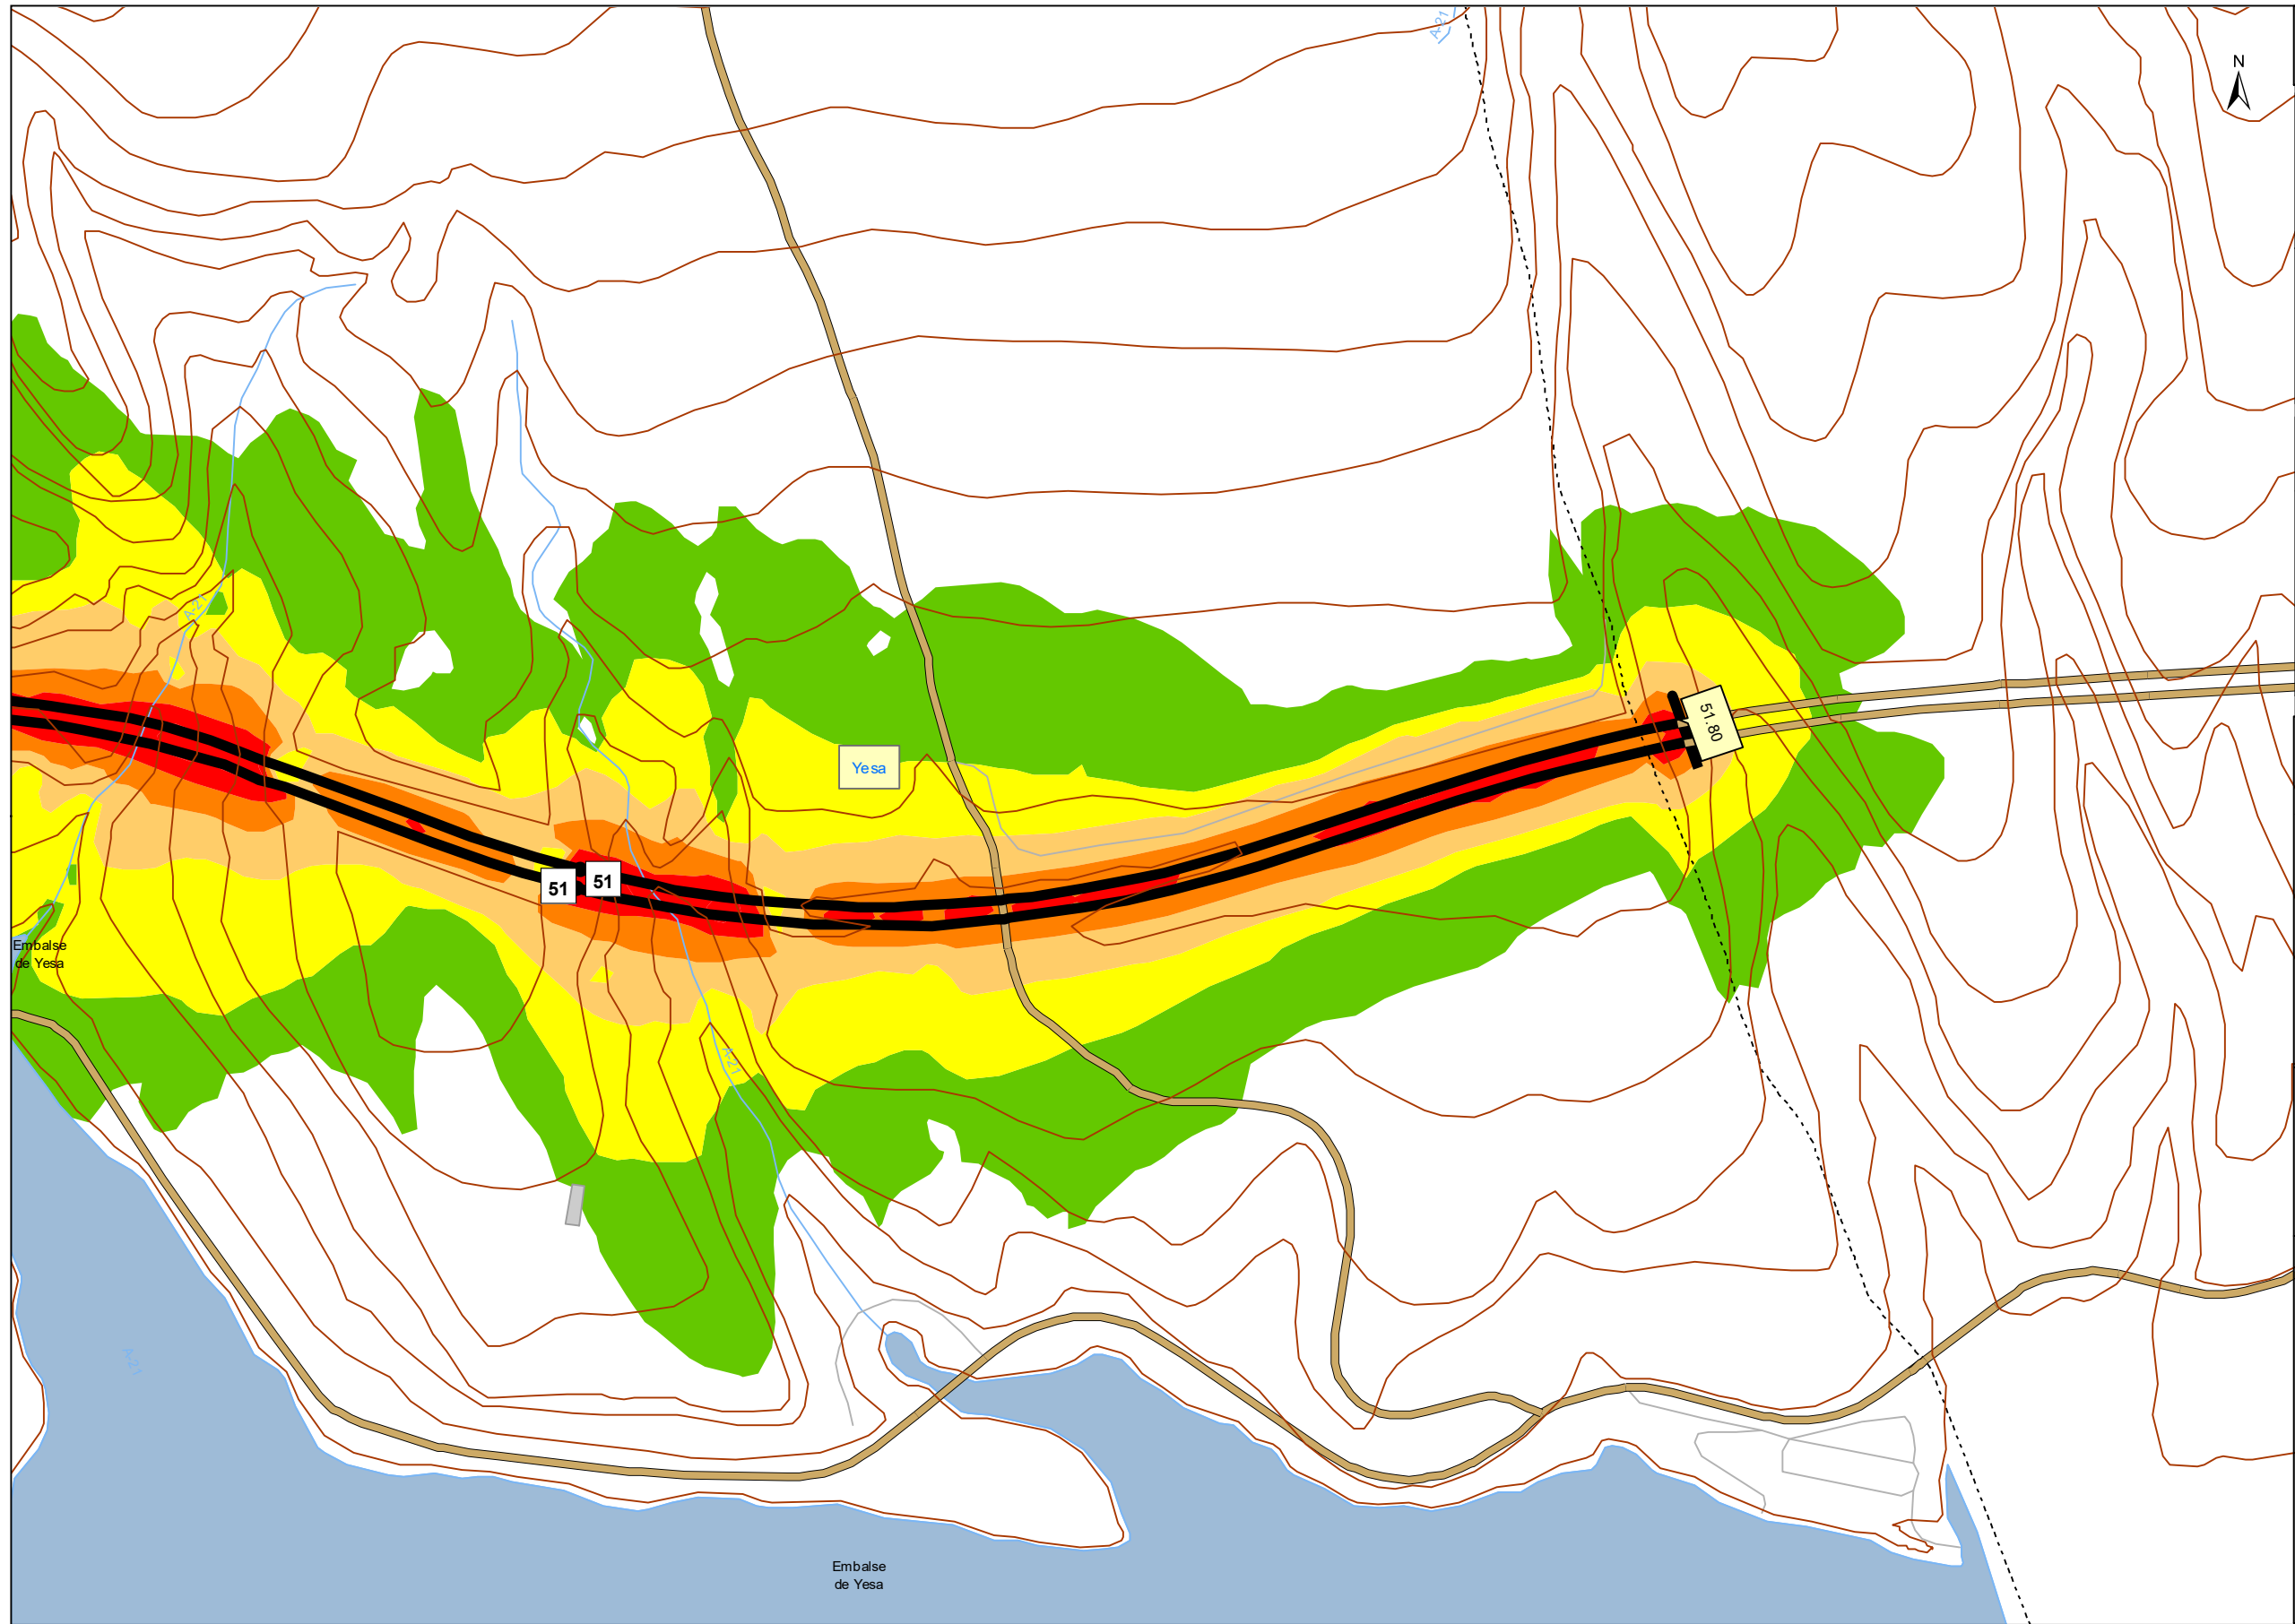 A-21
N
A-21
51.80
Yesa
51
51
Embalse
de Yesa
A-21
A-21
Embalse
de Yesa